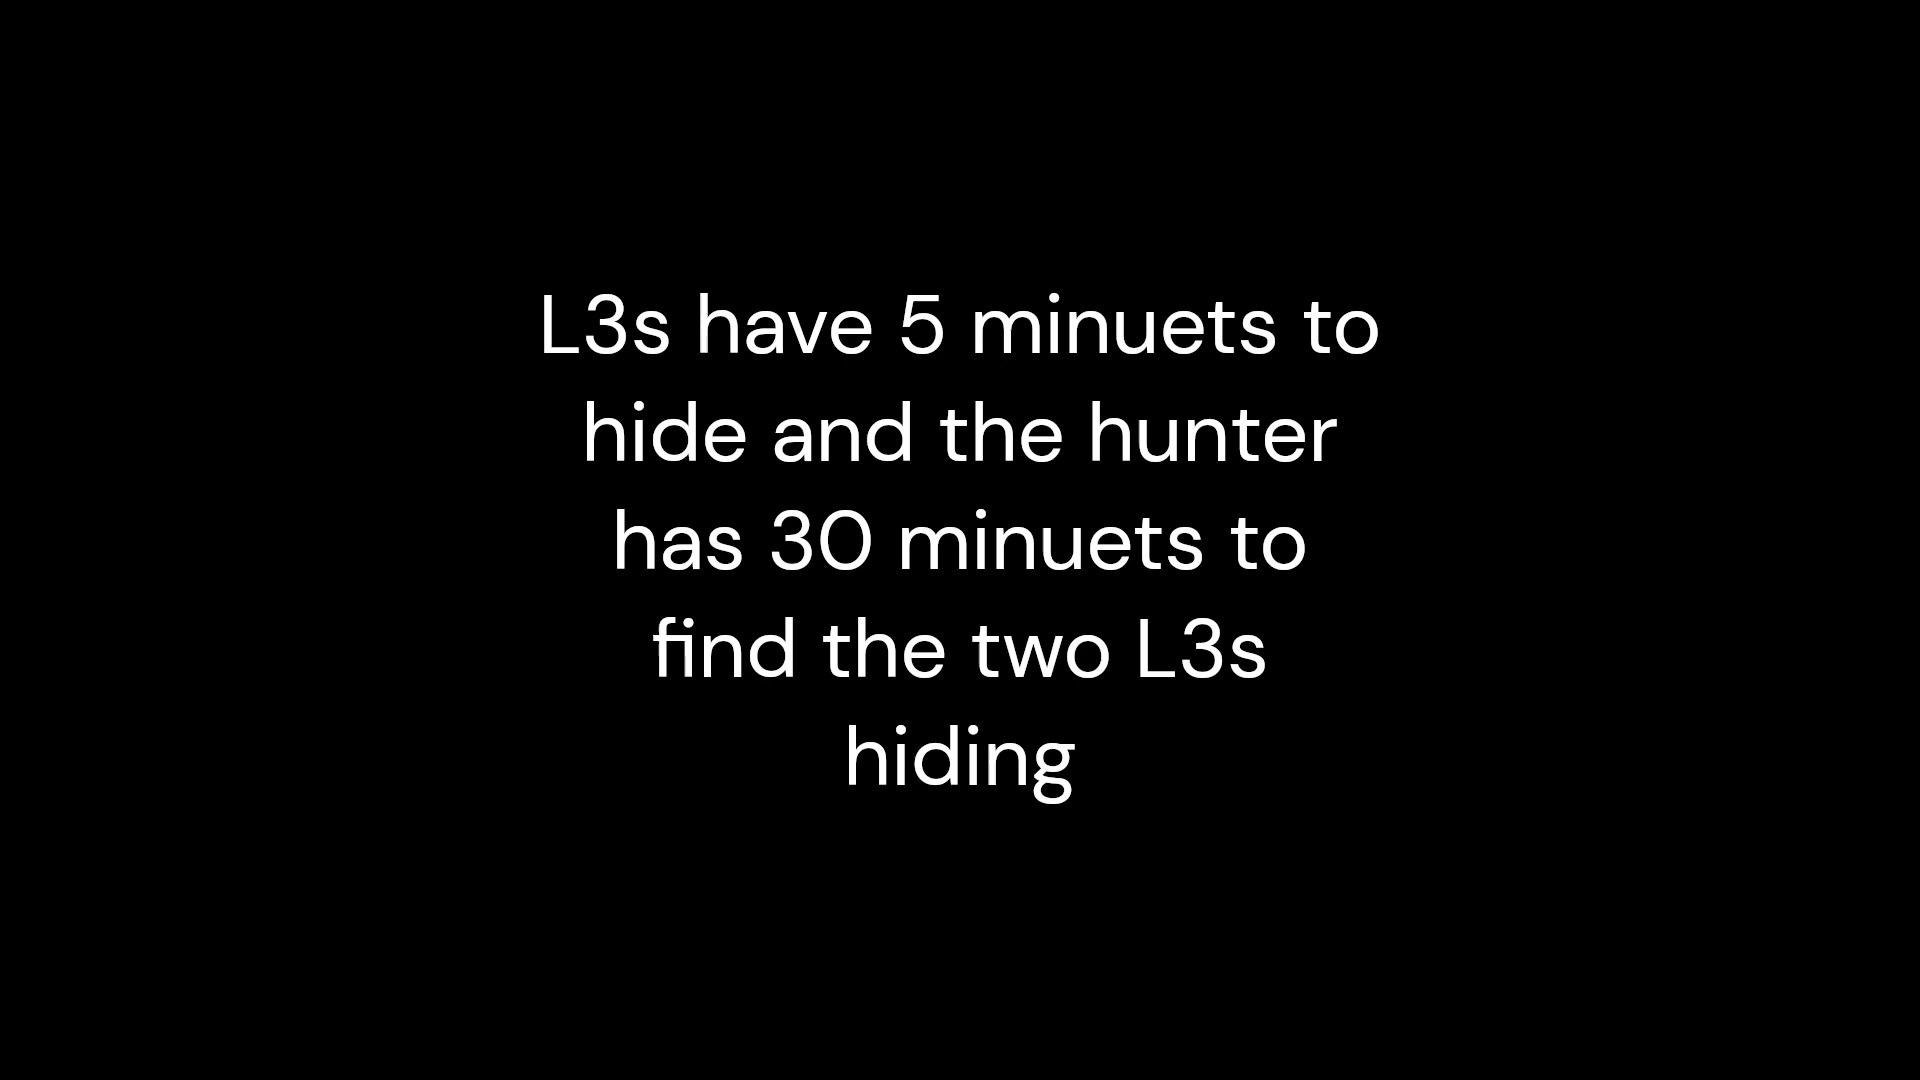 L3s have 5 minuets to
hide and the hunter
has 30 minuets to
find the two L3s
hiding